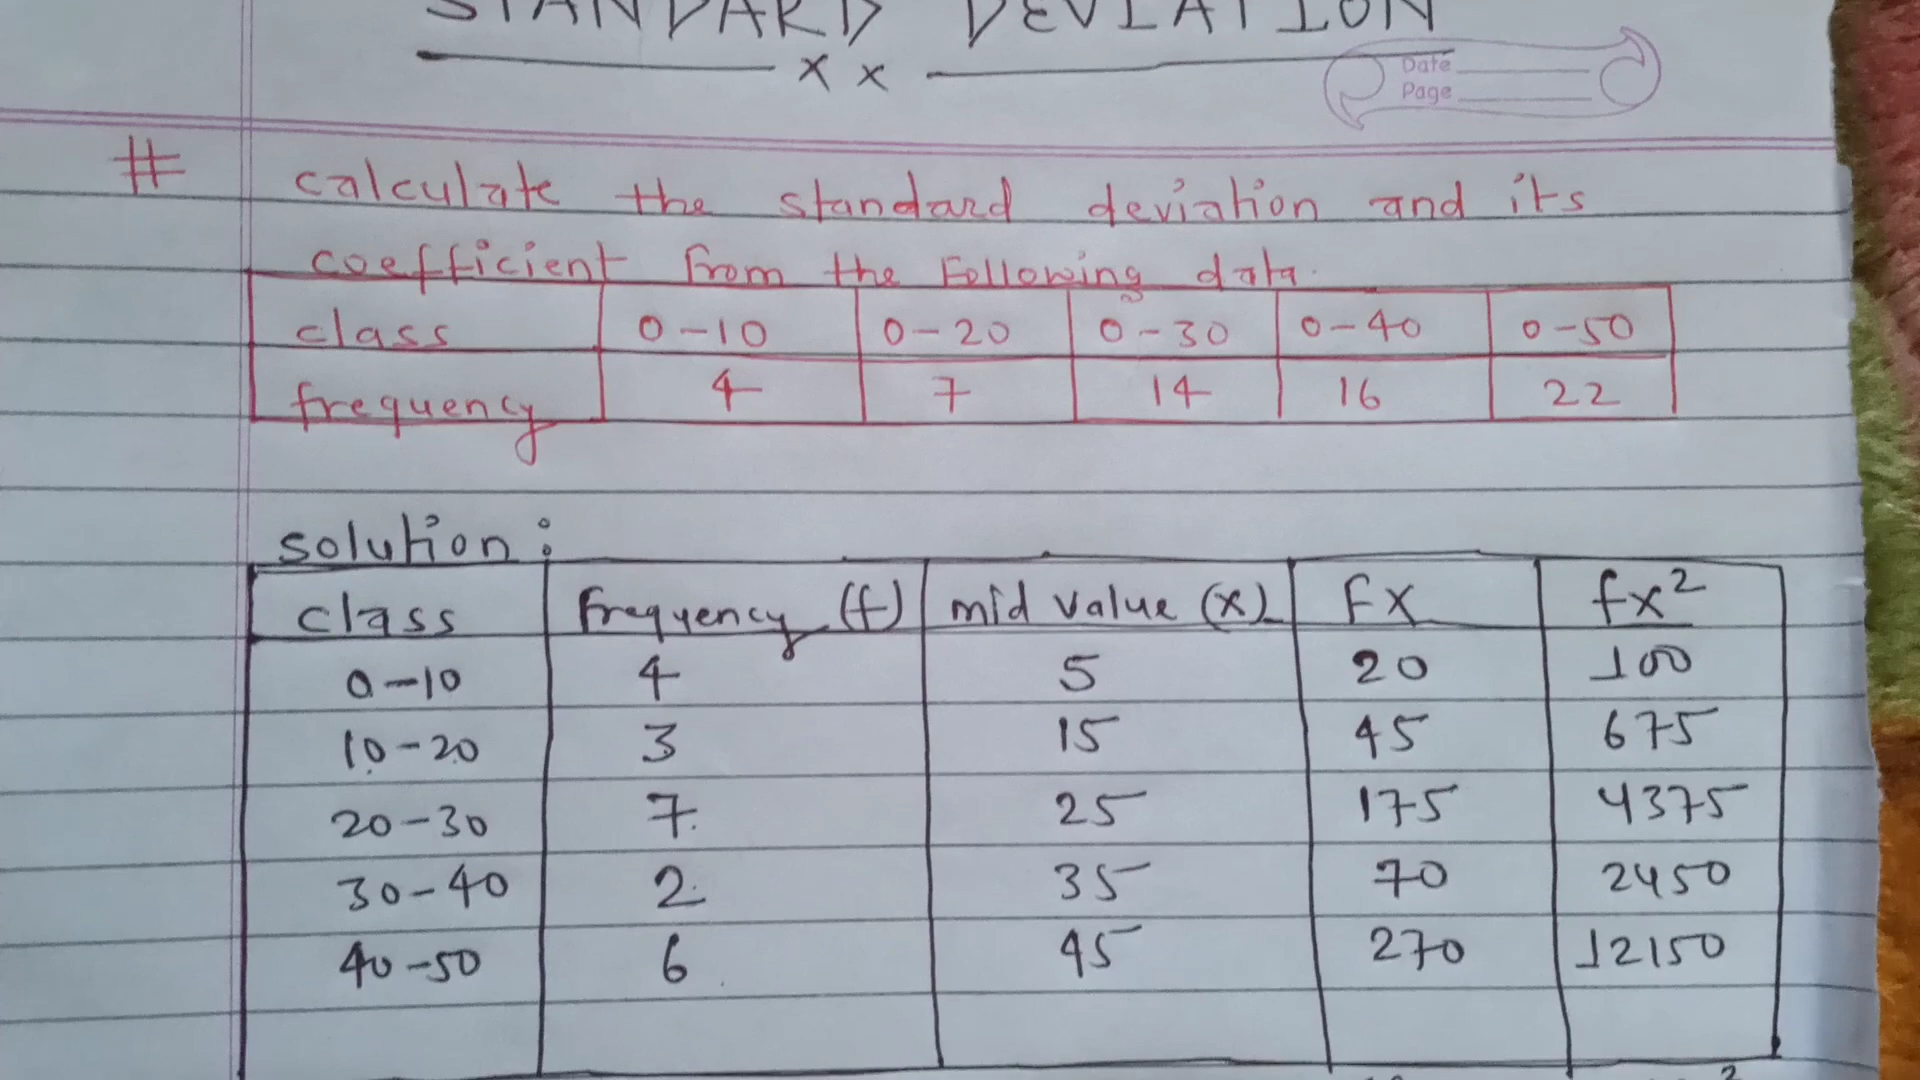 STANDARD DEVIATION
x x
Date
Page
# calculate the standard deviation and its
coefficient from the following data.
class 0-10 0-20 0-30 0-40 0-50
frequency 4 7 14 16 22
solution:
class frequency (f) mid value (x) FX fx²
0-10 4 5 20 100
10-20 3 15 45 675
20-30 7. 25 175 4375
30-40 2. 35 70 2450
40-50 6. 45 270 12150